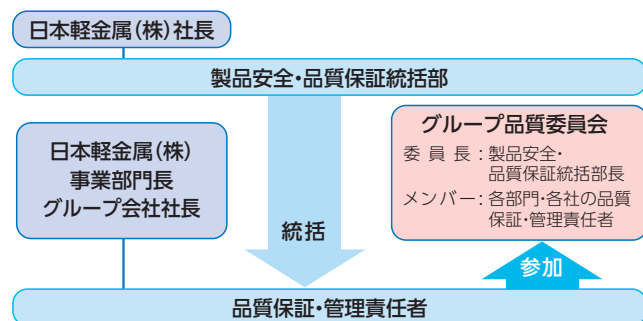 日本軽金属(株)社長
製品安全・品質保証統括部
日本軽金属(株)
事業部門長
グループ会社社長
統括
グループ品質委員会
委員長:製品安全・
品質保証統括部長
メンバー:各部門・各社の品質
保証・管理責任者
参加
品質保証・管理責任者